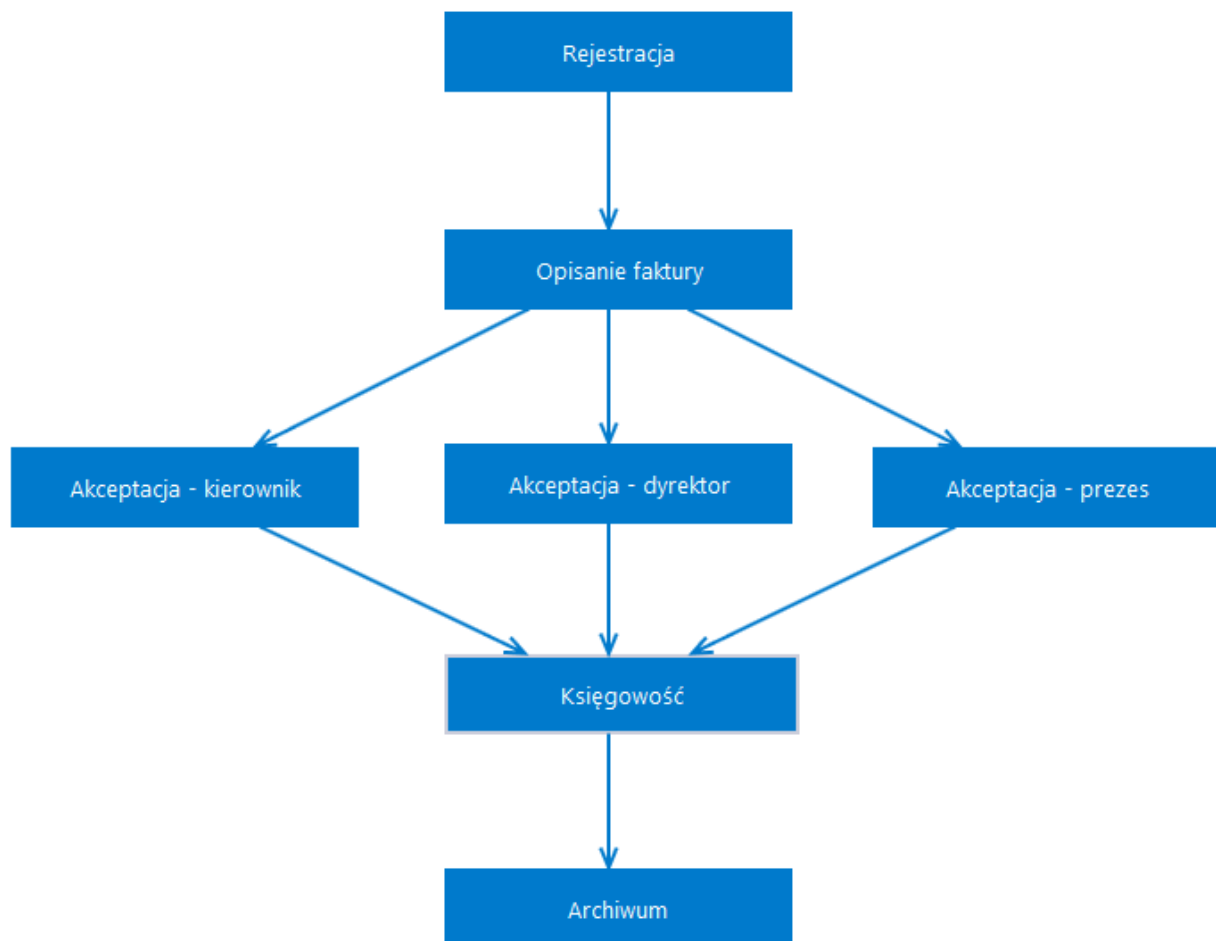 Rejestracja
Opisanie faktury
Akceptacja - kierownik
Akceptacja - dyrektor
Akceptacja - prezes
Księgowość
Archiwum